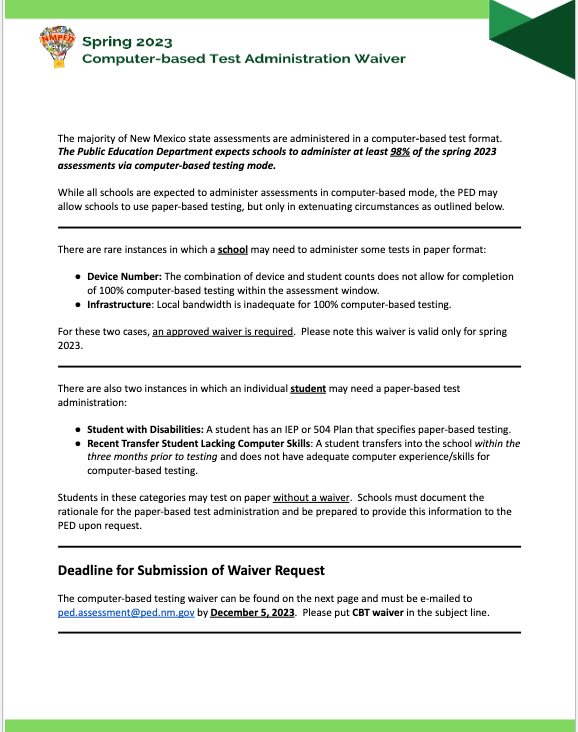 NMPED
Spring 2023
Computer-based Test Administration Waiver
The majority of New Mexico state assessments are administered in a computer-based test format.
The Public Education Department expects schools to administer at least 98% of the spring 2023
assessments via computer-based testing mode.
While all schools are expected to administer assessments in computer-based mode, the PED may
allow schools to use paper-based testing, but only in extenuating circumstances as outlined below.
There are rare instances in which a school may need to administer some tests in paper format:
● Device Number: The combination of device and student counts does not allow for completion
of 100% computer-based testing within the assessment window.
● Infrastructure: Local bandwidth is inadequate for 100% computer-based testing.
For these two cases, an approved waiver is required. Please note this waiver is valid only for spring
2023.
There are also two instances in which an individual student may need a paper-based test
administration:
● Student with Disabilities: A student has an IEP or 504 Plan that specifies paper-based testing.
● Recent Transfer Student Lacking Computer Skills: A student transfers into the school within the
three months prior to testing and does not have adequate computer experience/skills for
computer-based testing.
Students in these categories may test on paper without a waiver. Schools must document the
rationale for the paper-based test administration and be prepared to provide this information to the
PED upon request.
Deadline for Submission of Waiver Request
The computer-based testing waiver can be found on the next page and must be e-mailed to
ped.assessment@ped.nm.gov by December 5, 2023. Please put CBT waiver in the subject line.